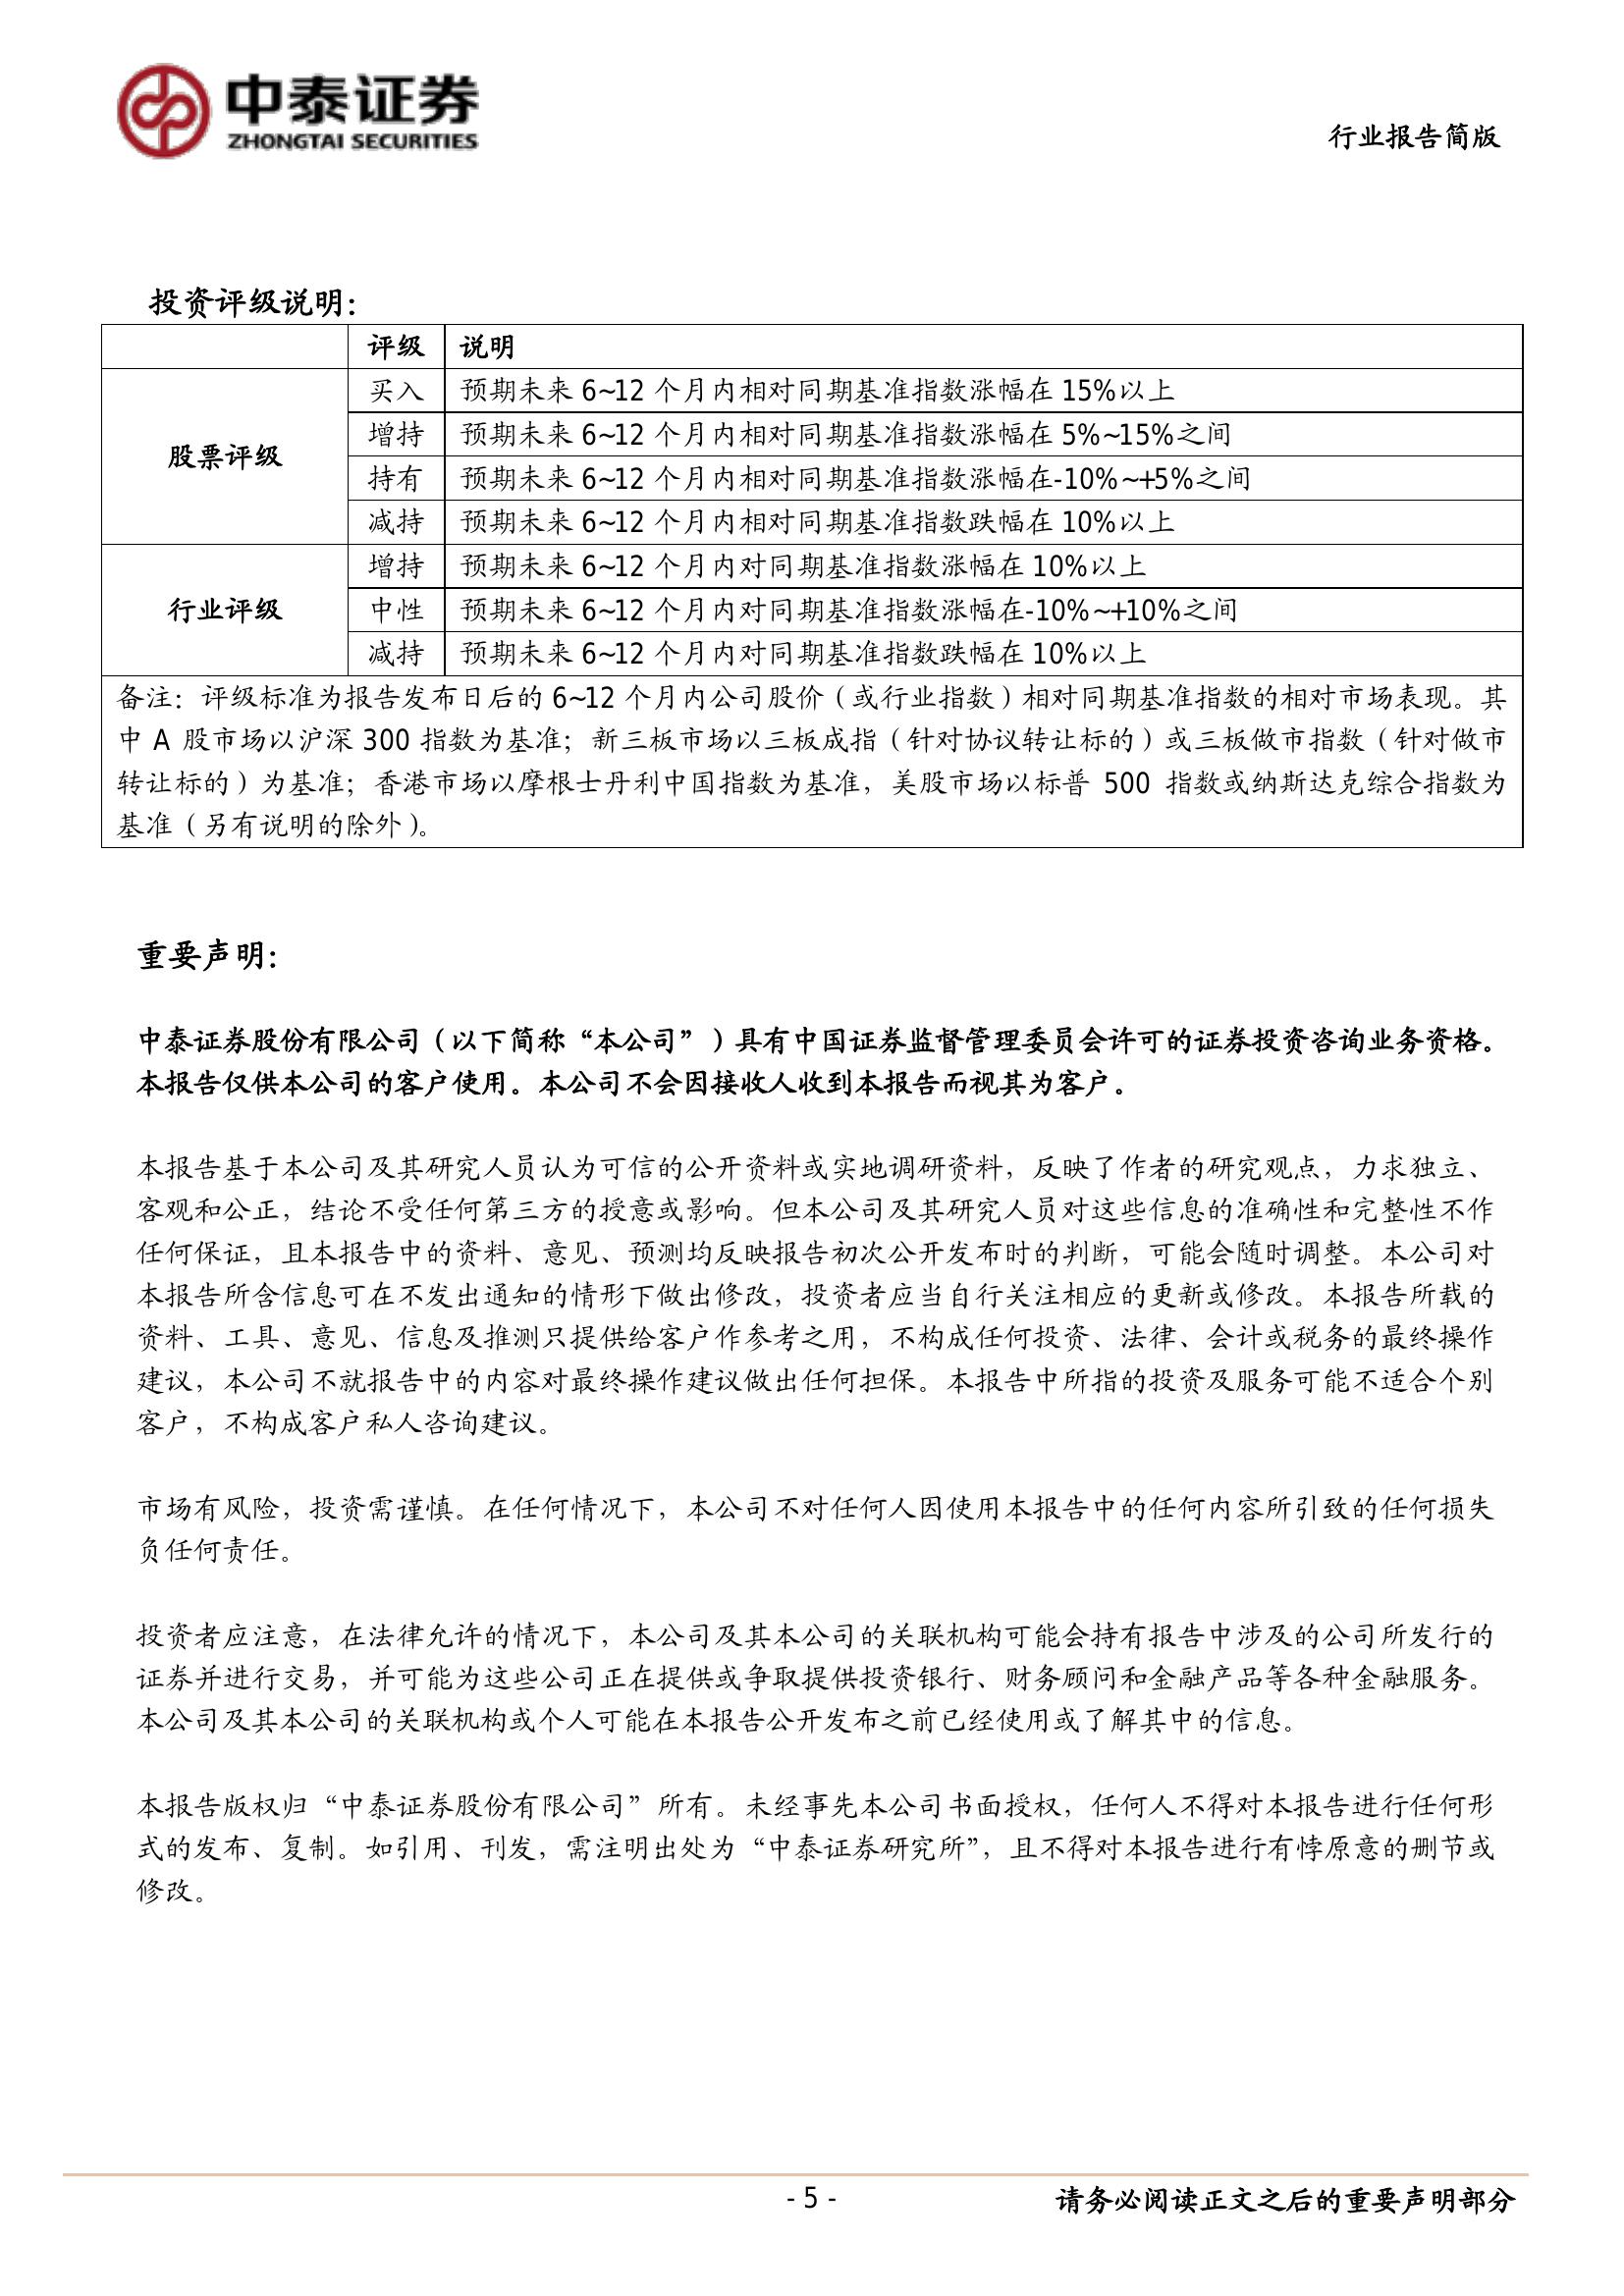 中泰证券
ZHONGTAI SECURITIES
行业报告简版
投资评级说明：
评级 说明
股票评级
买入 预期未来 6~12 个月内相对同期基准指数涨幅在 15%以上
增持 预期未来 6~12 个月内相对同期基准指数涨幅在 5%~15%之间
持有 预期未来 6~12 个月内相对同期基准指数涨幅在-10%~+5%之间
减持 预期未来 6~12 个月内相对同期基准指数跌幅在 10%以上
行业评级
增持 预期未来 6~12 个月内对同期基准指数涨幅在 10%以上
中性 预期未来 6~12 个月内对同期基准指数涨幅在-10%~+10%之间
减持 预期未来 6~12 个月内对同期基准指数跌幅在 10%以上
备注：评级标准为报告发布日后的 6~12 个月内公司股价（或行业指数）相对同期基准指数的相对市场表现。其
中 A 股市场以沪深 300 指数为基准；新三板市场以三板成指（针对协议转让标的）或三板做市指数（针对做市
转让标的）为基准；香港市场以摩根士丹利中国指数为基准，美股市场以标普 500 指数或纳斯达克综合指数为
基准（另有说明的除外）。
重要声明：
中泰证券股份有限公司（以下简称“本公司”）具有中国证券监督管理委员会许可的证券投资咨询业务资格。
本报告仅供本公司的客户使用。本公司不会因接收人收到本报告而视其为客户。
本报告基于本公司及其研究人员认为可信的公开资料或实地调研资料，反映了作者的研究观点，力求独立、
客观和公正，结论不受任何第三方的授意或影响。但本公司及其研究人员对这些信息的准确性和完整性不作
任何保证，且本报告中的资料、意见、预测均反映报告初次公开发布时的判断，可能会随时调整。本公司对
本报告所含信息可在不发出通知的情形下做出修改，投资者应当自行关注相应的更新或修改。本报告所载的
资料、工具、意见、信息及推测只提供给客户作参考之用，不构成任何投资、法律、会计或税务的最终操作
建议，本公司不就报告中的内容对最终操作建议做出任何担保。本报告中所指的投资及服务可能不适合个别
客户，不构成客户私人咨询建议。
市场有风险，投资需谨慎。在任何情况下，本公司不对任何人因使用本报告中的任何内容所引致的任何损失
负任何责任。
投资者应注意，在法律允许的情况下，本公司及其本公司的关联机构可能会持有报告中涉及的公司所发行的
证券并进行交易，并可能为这些公司正在提供或争取提供投资银行、财务顾问和金融产品等各种金融服务。
本公司及其本公司的关联机构或个人可能在本报告公开发布之前已经使用或了解其中的信息。
本报告版权归“中泰证券股份有限公司”所有。未经事先本公司书面授权，任何人不得对本报告进行任何形
式的发布、复制。如引用、刊发，需注明出处为“中泰证券研究所”，且不得对本报告进行有悖原意的删节或
修改。
- 5 -
请务必阅读正文之后的重要声明部分